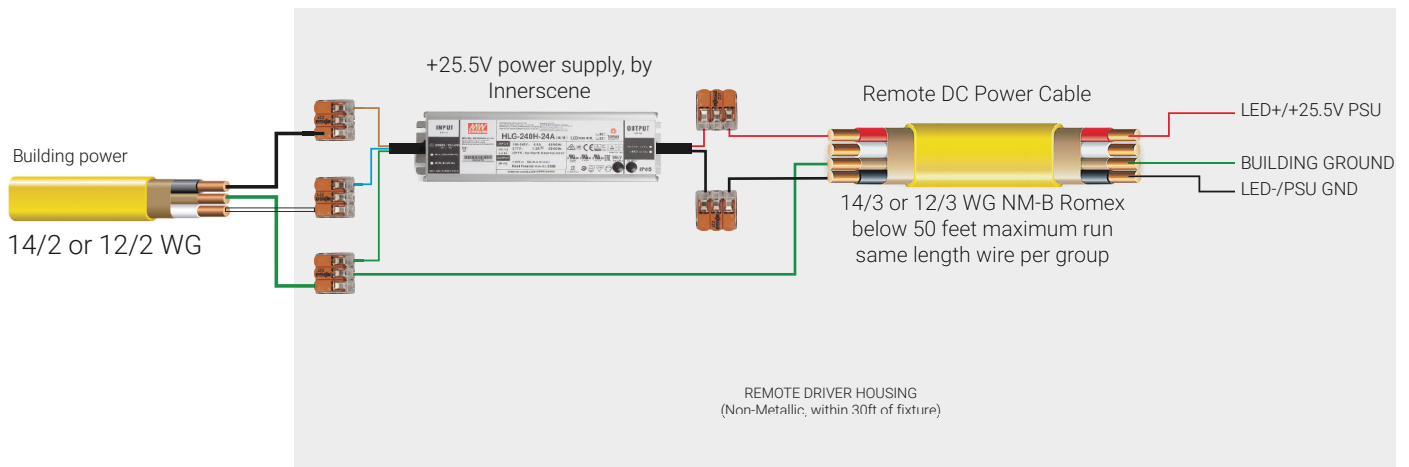 +25.5V power supply, by
Innerscene
Remote DC Power Cable
LED+/+25.5V PSU
Building power
INPUT
MW
HLG-240H-24A
OUTPUT
IP65
BUILDING GROUND
LED-/PSU GND
14/2 or 12/2 WG
14/3 or 12/3 WG NM-B Romex
below 50 feet maximum run
same length wire per group
REMOTE DRIVER HOUSING
(Non-Metallic, within 30ft of fixture)